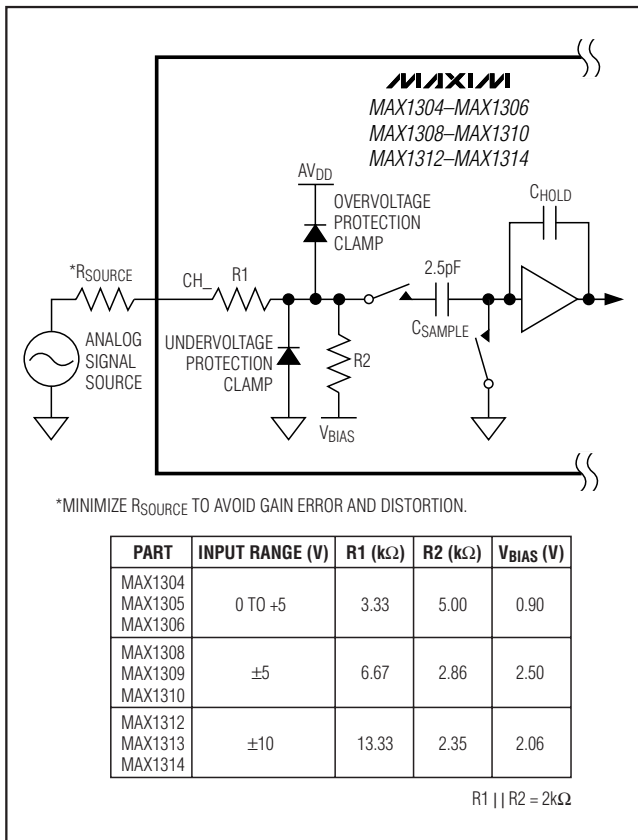 MAXIM
MAX1304–MAX1306
MAX1308–MAX1310
MAX1312–MAX1314
AVDD
OVERVOLTAGE
PROTECTION
CLAMP
CHOLD
*RSOURCE
CH_
R1
2.5pF
ANALOG
SIGNAL
SOURCE
UNDERVOLTAGE
PROTECTION
CLAMP
R2
CSAMPLE
VBIAS
*MINIMIZE RSOURCE TO AVOID GAIN ERROR AND DISTORTION.
PART INPUT RANGE (V) R1 (kΩ) R2 (kΩ) VBIAS (V)
MAX1304
MAX1305
MAX1306
0 TO +5 3.33 5.00 0.90
MAX1308
MAX1309
MAX1310
±5 6.67 2.86 2.50
MAX1312
MAX1313
MAX1314
±10 13.33 2.35 2.06
R1 || R2 = 2kΩ